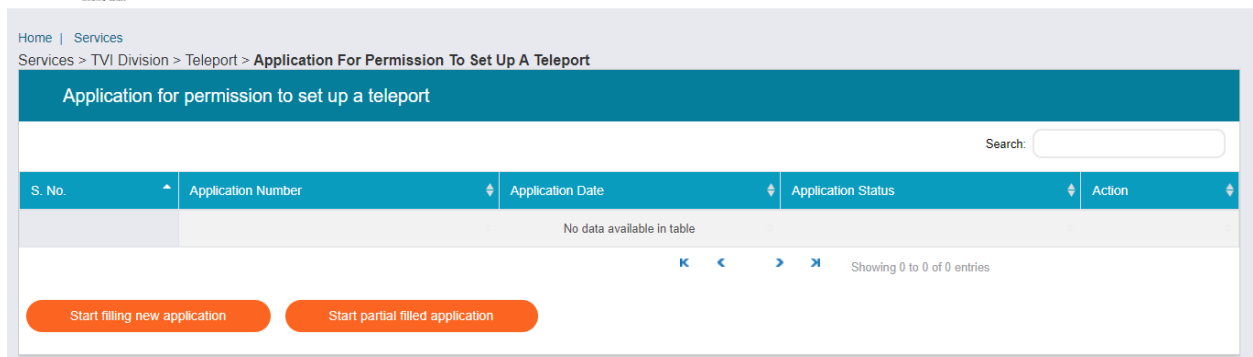 Home | Services
Services > TVI Division > Teleport > Application For Permission To Set Up A Teleport
Application for permission to set up a teleport
Search:
S. No. Application Number Application Date Application Status Action
No data available in table
Showing 0 to 0 of 0 entries
Start filling new application Start partial filled application